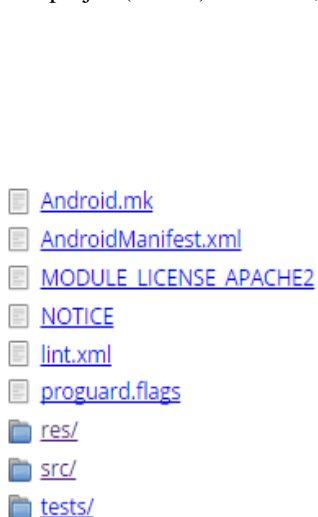 Android.mk
AndroidManifest.xml
MODULE_LICENSE_APACHE2
NOTICE
lint.xml
proguard.flags
res/
src/
tests/